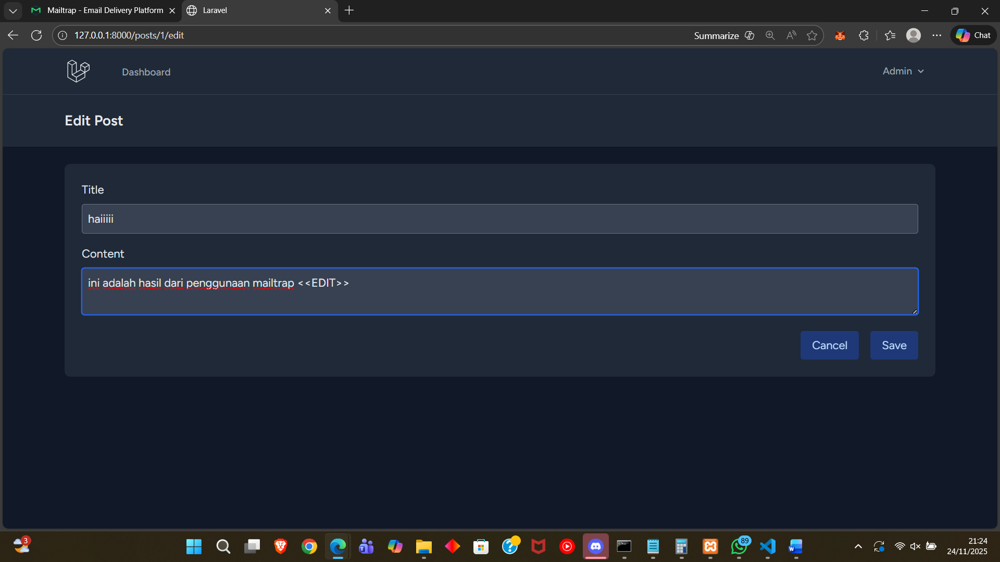 Mailtrap - Email Delivery Platform
Laravel
127.0.0.1:8000/posts/1/edit
Summarize
Chat
Dashboard
Admin
Edit Post
Title
haiiiii
Content
ini adalah hasil dari penggunaan mailtrap <<EDIT>>
Cancel
Save
3
89
21:24
24/11/2025